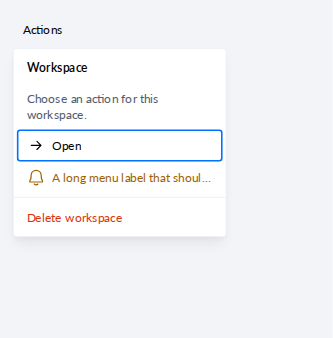 Actions
Workspace
Choose an action for this
workspace.
Open
A long menu label that shoul...
Delete workspace